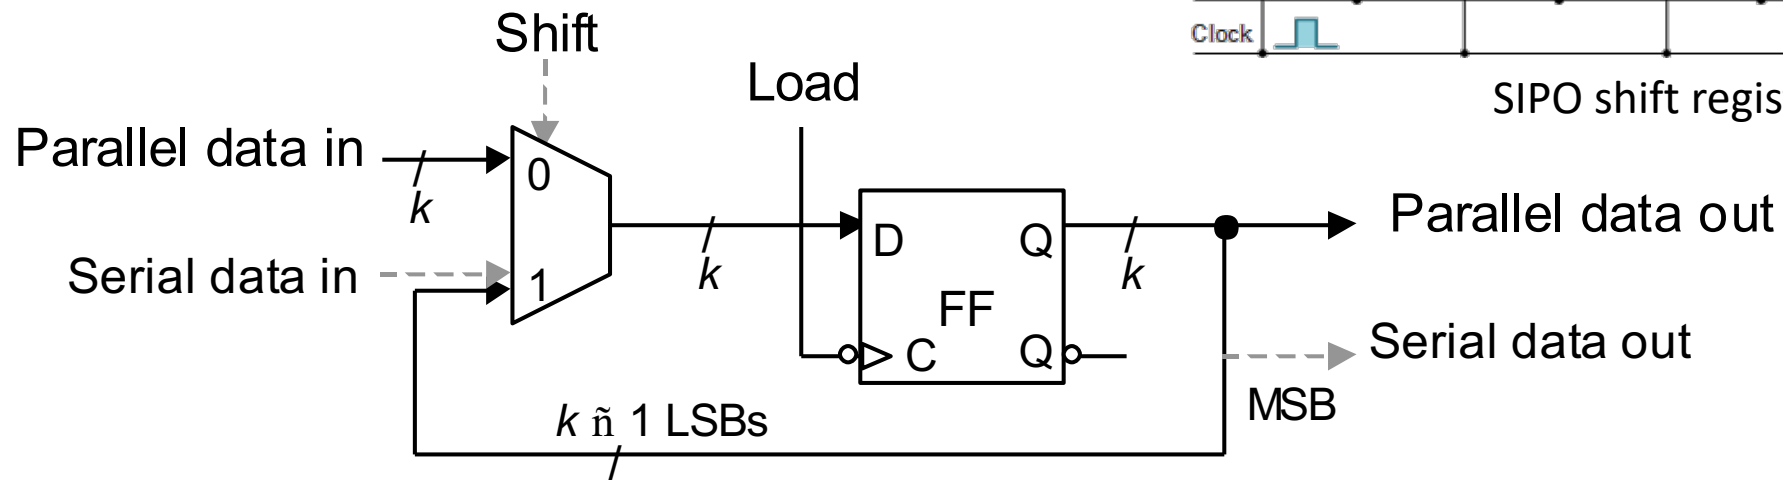 Shift
Clock
Load
SIPO shift regis
Parallel data in
0
k
k
D
Q
k
Parallel data out
Serial data in
1
FF
C
Q
Serial data out
MSB
k ñ 1 LSBs